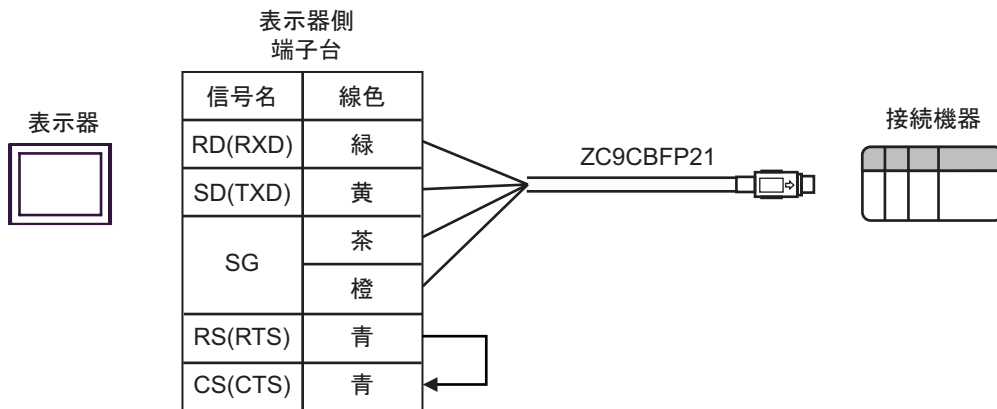 表示器側
端子台
信号名 線色
表示器
接続機器
RD(RXD) 緑
ZC9CBFP21
SD(TXD) 黄
SG 茶
橙
RS(RTS) 青
CS(CTS) 青